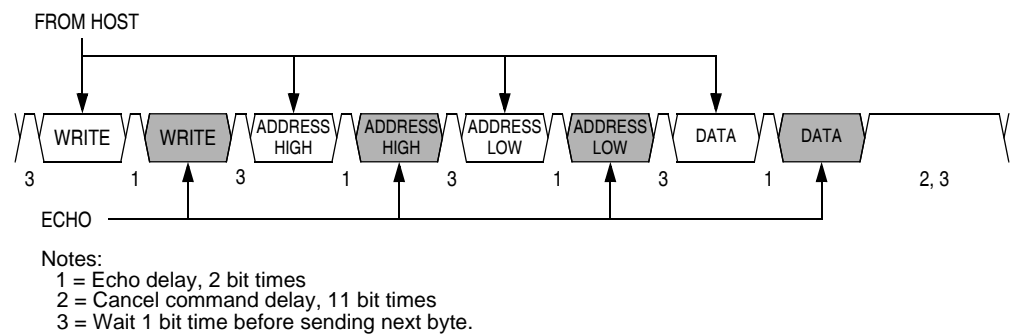 FROM HOST
WRITE WRITE ADDRESS HIGH ADDRESS HIGH ADDRESS LOW ADDRESS LOW DATA DATA
3 1 3 1 3 1 3 1 2, 3
ECHO
Notes:
1 = Echo delay, 2 bit times
2 = Cancel command delay, 11 bit times
3 = Wait 1 bit time before sending next byte.